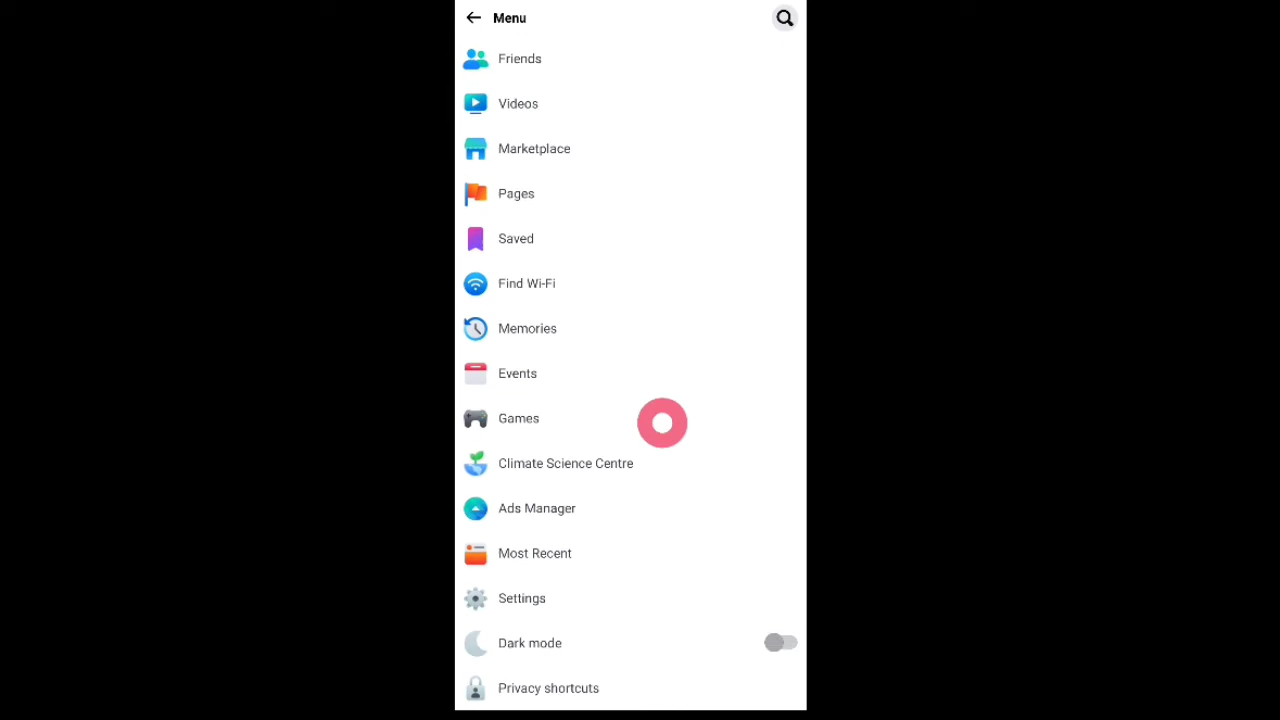 Menu
Friends
Videos
Marketplace
Pages
Saved
Find Wi-Fi
Memories
Events
Games
Climate Science Centre
Ads Manager
Most Recent
Settings
Dark mode
Privacy shortcuts